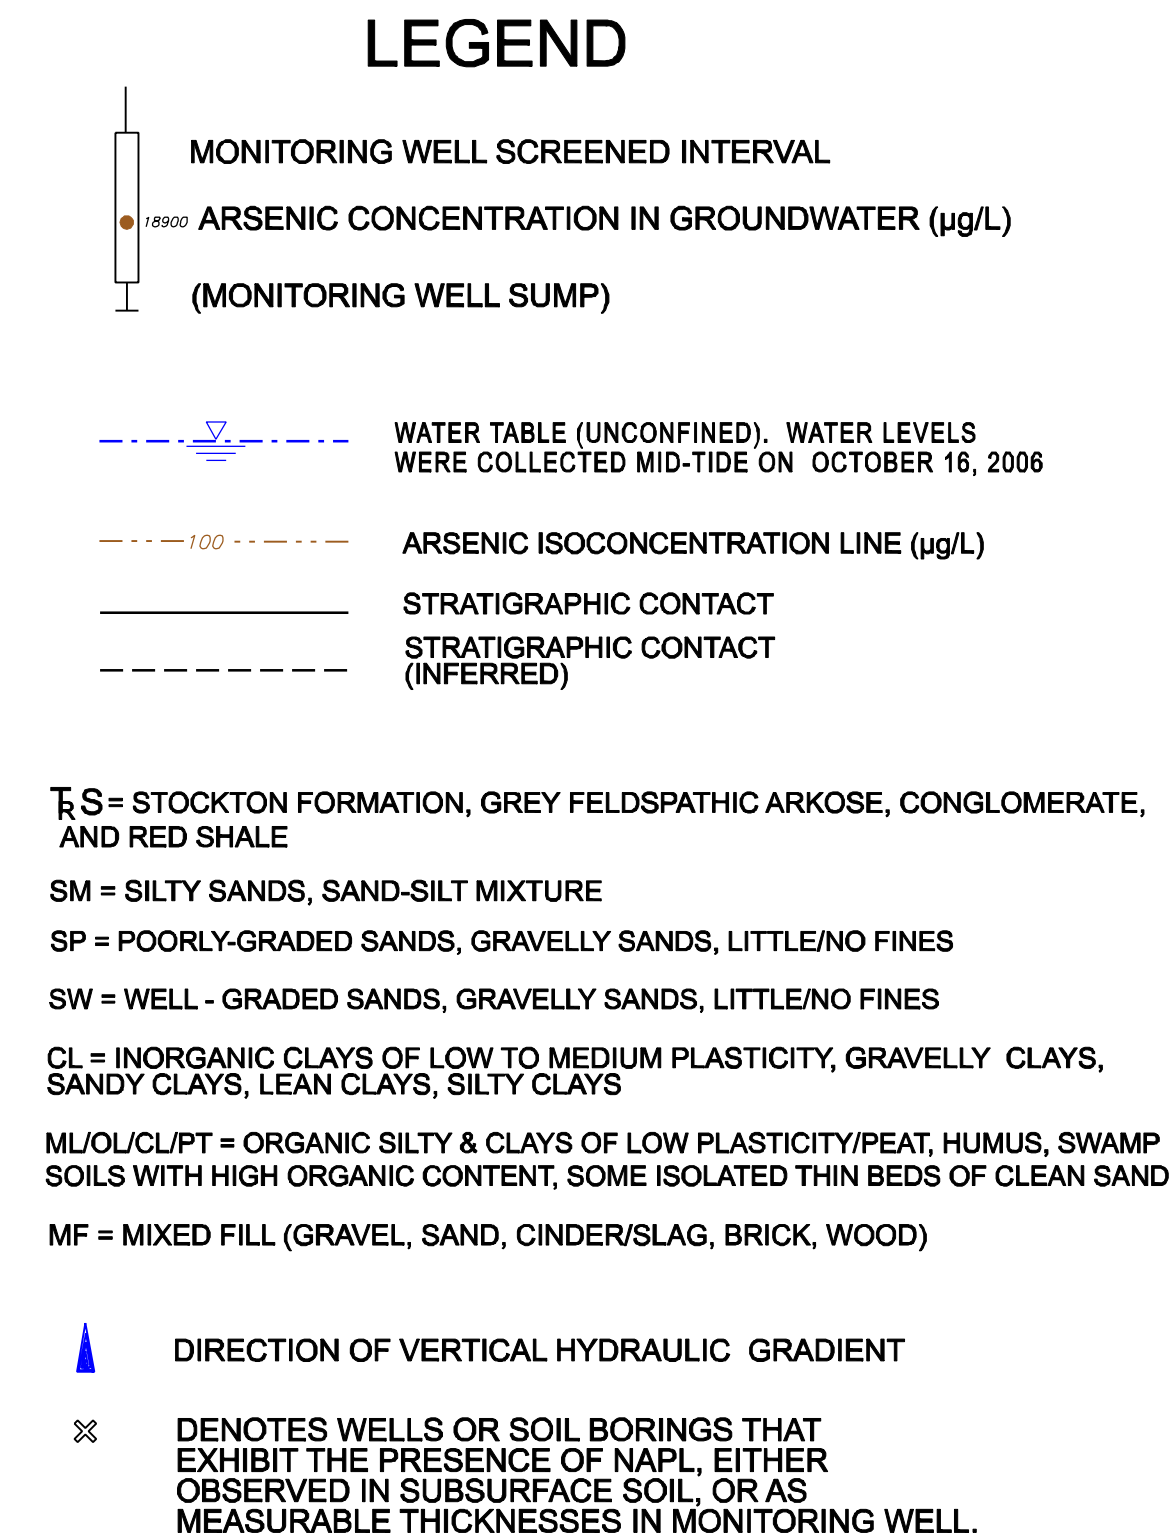 LEGEND
MONITORING WELL SCREENED INTERVAL
18900 ARSENIC CONCENTRATION IN GROUNDWATER (µg/L)
(MONITORING WELL SUMP)
WATER TABLE (UNCONFINED). WATER LEVELS
WERE COLLECTED MID-TIDE ON OCTOBER 16, 2006
100 ARSENIC ISOCONCENTRATION LINE (µg/L)
STRATIGRAPHIC CONTACT
STRATIGRAPHIC CONTACT
(INFERRED)
TRS = STOCKTON FORMATION, GREY FELDSPATHIC ARKOSE, CONGLOMERATE,
AND RED SHALE
SM = SILTY SANDS, SAND-SILT MIXTURE
SP = POORLY-GRADED SANDS, GRAVELLY SANDS, LITTLE/NO FINES
SW = WELL - GRADED SANDS, GRAVELLY SANDS, LITTLE/NO FINES
CL = INORGANIC CLAYS OF LOW TO MEDIUM PLASTICITY, GRAVELLY CLAYS,
SANDY CLAYS, LEAN CLAYS, SILTY CLAYS
ML/OL/CL/PT = ORGANIC SILTY & CLAYS OF LOW PLASTICITY/PEAT, HUMUS, SWAMP
SOILS WITH HIGH ORGANIC CONTENT, SOME ISOLATED THIN BEDS OF CLEAN SAND
MF = MIXED FILL (GRAVEL, SAND, CINDER/SLAG, BRICK, WOOD)
DIRECTION OF VERTICAL HYDRAULIC GRADIENT
DENOTES WELLS OR SOIL BORINGS THAT
EXHIBIT THE PRESENCE OF NAPL, EITHER
OBSERVED IN SUBSURFACE SOIL, OR AS
MEASURABLE THICKNESSES IN MONITORING WELL.